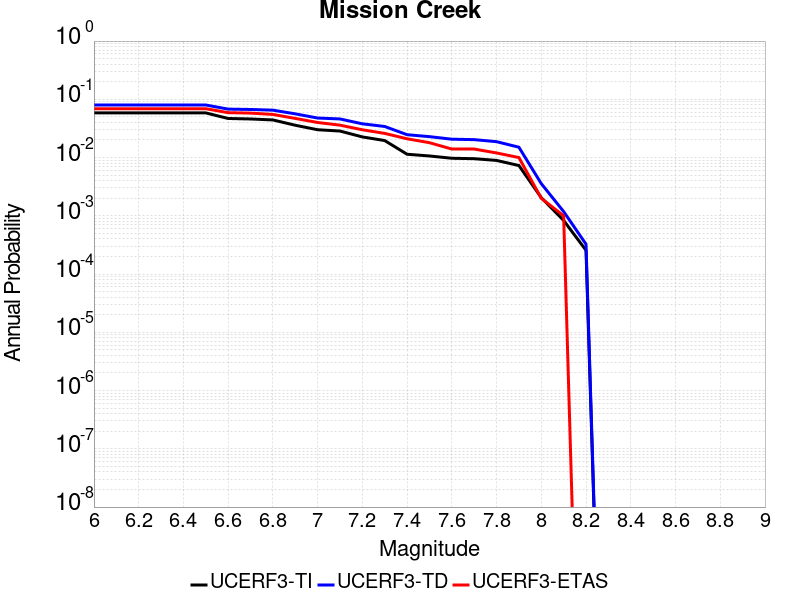 Mission Creek
10^0
10^-1
10^-2
10^-3
10^-4
10^-5
10^-6
10^-7
10^-8
Annual Probability
6 6.2 6.4 6.6 6.8 7 7.2 7.4 7.6 7.8 8 8.2 8.4 8.6 8.8 9
Magnitude
UCERF3-TI UCERF3-TD UCERF3-ETAS